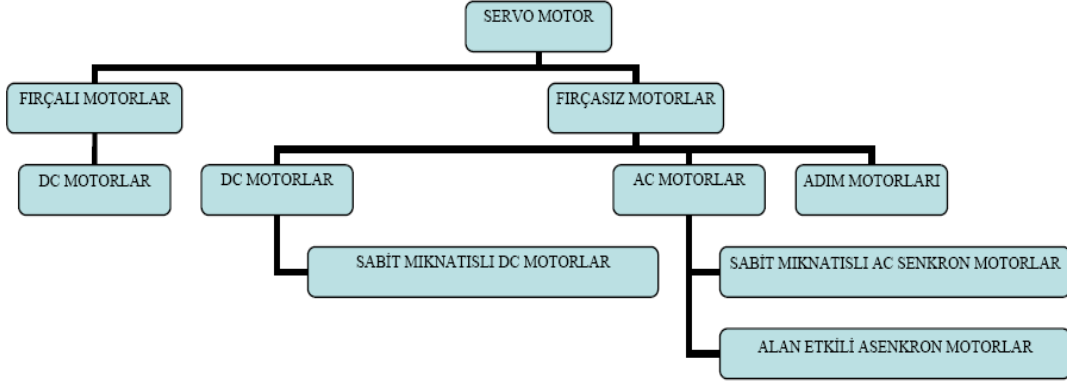 SERVO MOTOR
FIRÇALI MOTORLAR
FIRÇASIZ MOTORLAR
DC MOTORLAR
DC MOTORLAR
AC MOTORLAR
ADIM MOTORLARI
SABİT MIKNATISLI DC MOTORLAR
SABİT MIKNATISLI AC SENKRON MOTORLAR
ALAN ETKİLİ ASENKRON MOTORLAR